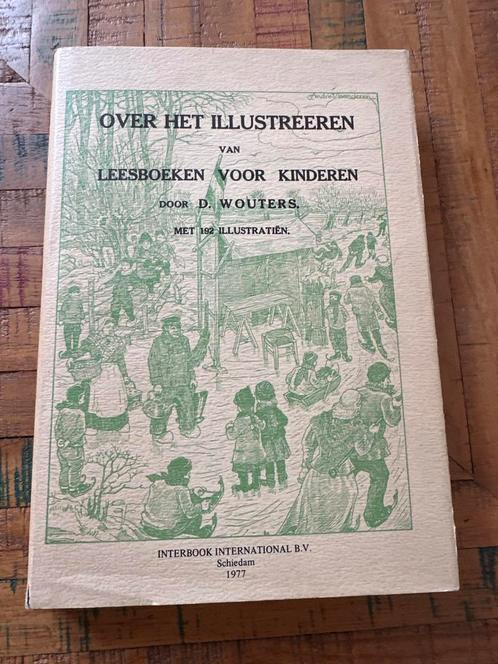 OVER HET ILLUSTREEREN
VAN
LEESBOEKEN VOOR KINDEREN
DOOR D. WOUTERS.
MET 192 ILLUSTRATIËN.
INTERBOOK INTERNATIONAL B.V.
Schiedam
1977